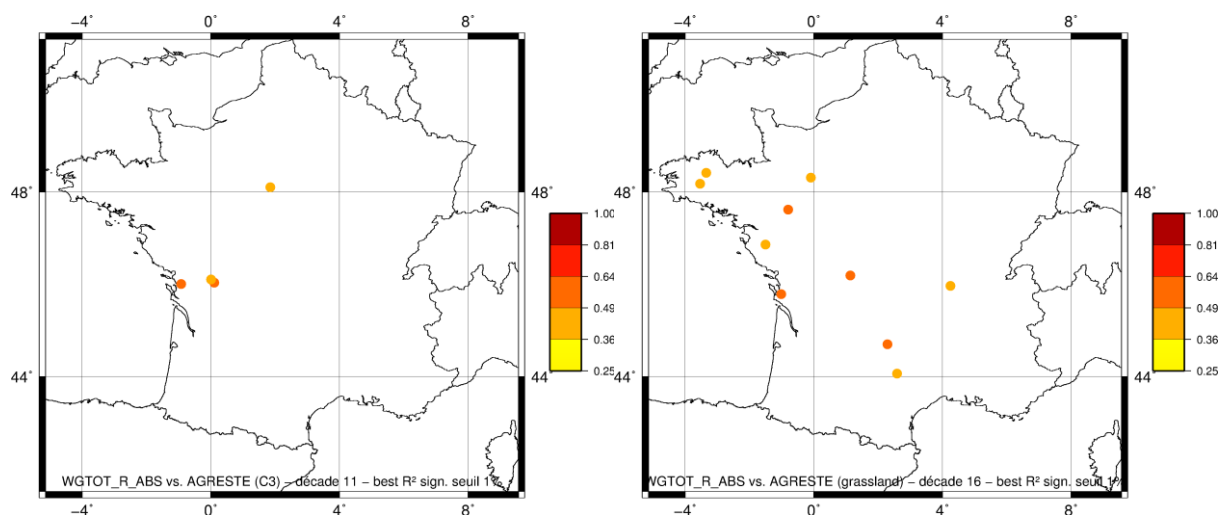 −4° 0° 4° 8°
48° 48°
44° 44°
−4° 0° 4° 8°
WGTOT_R_ABS vs. AGRESTE (C3) − décade 11 − best R² sign. seuil 1%
1.00
0.81
0.64
0.49
0.36
0.25
−4° 0° 4° 8°
48° 48°
44° 44°
−4° 0° 4° 8°
WGTOT_R_ABS vs. AGRESTE (grassland) − décade 16 − best R² sign. seuil 1%
1.00
0.81
0.64
0.49
0.36
0.25